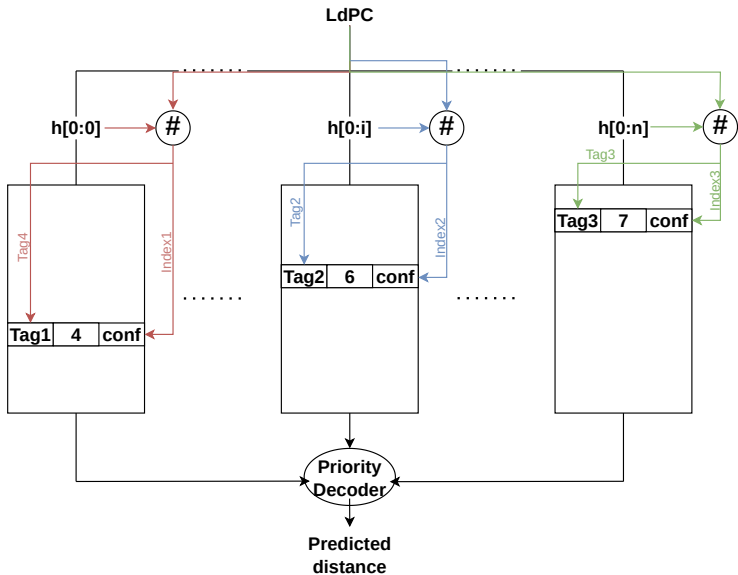 LdPC
h[0:0]
#
h[0:i]
#
h[0:n]
#
Tag3
Tag4
Index1
Tag2
Index2
Index3
Tag3 7 conf
Tag2 6 conf
Tag1 4 conf
Priority
Decoder
Predicted
distance